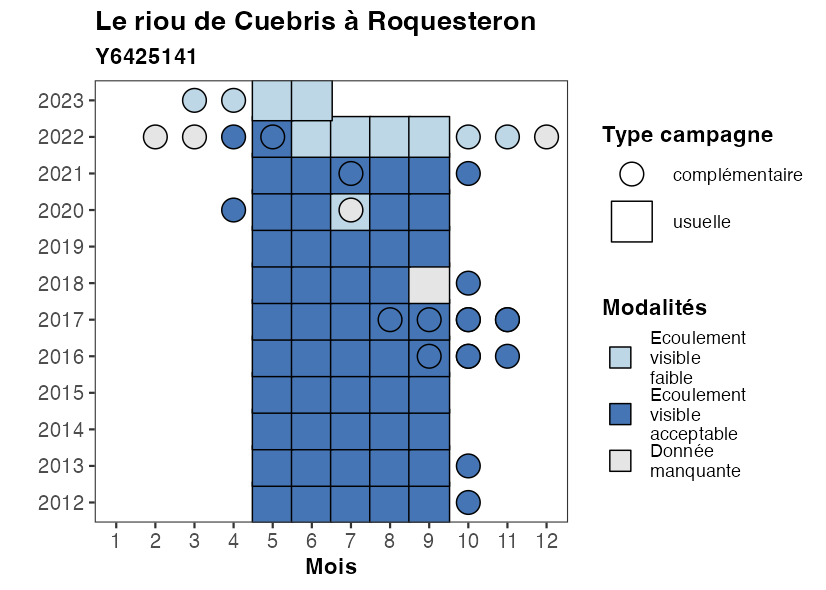 Le riou de Cuebris à Roquesteron
Y6425141
2023
2022
2021
2020
2019
2018
2017
2016
2015
2014
2013
2012
1 2 3 4 5 6 7 8 9 10 11 12
Mois
Type campagne
complémentaire
usuelle
Modalités
Ecoulement
visible
faible
Ecoulement
visible
acceptable
Donnée
manquante